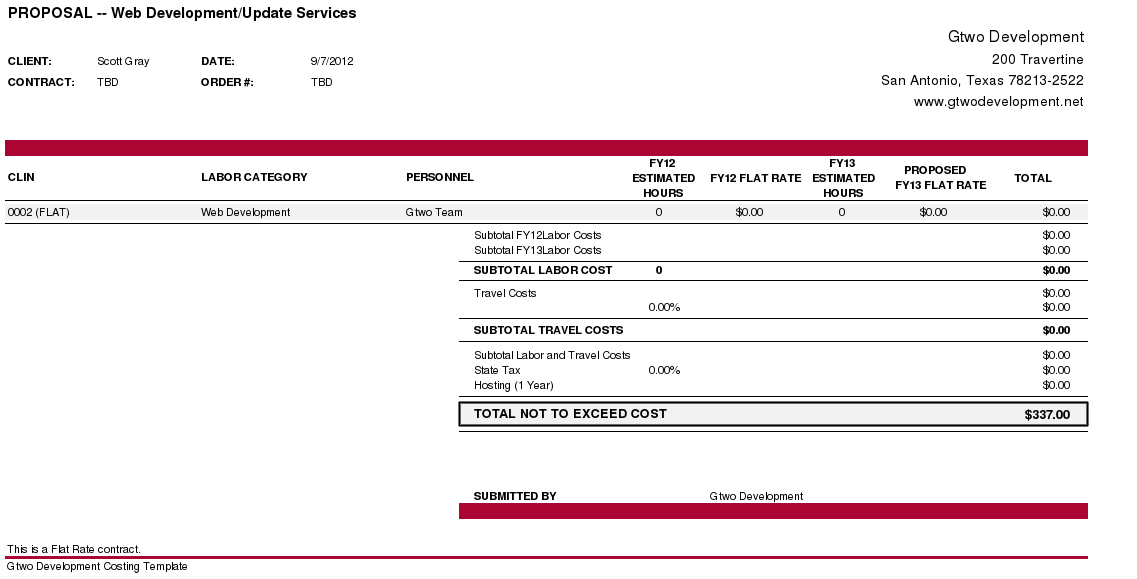 PROPOSAL -- Web Development/Update Services
Gtwo Development
CLIENT: Scott Gray DATE: 9/7/2012
200 Travertine
CONTRACT: TBD ORDER #: TBD
San Antonio, Texas 78213-2522
www.gtwodevelopment.net
CLIN LABOR CATEGORY PERSONNEL FY12 ESTIMATED HOURS FY12 FLAT RATE FY13 ESTIMATED HOURS PROPOSED FY13 FLAT RATE TOTAL
0002 (FLAT) Web Development Gtwo Team 0 $0.00 0 $0.00 $0.00
Subtotal FY12Labor Costs $0.00
Subtotal FY13Labor Costs $0.00
SUBTOTAL LABOR COST 0 $0.00
Travel Costs $0.00
0.00% $0.00
SUBTOTAL TRAVEL COSTS $0.00
Subtotal Labor and Travel Costs $0.00
State Tax 0.00% $0.00
Hosting (1 Year) $0.00
TOTAL NOT TO EXCEED COST $337.00
SUBMITTED BY Gtwo Development
This is a Flat Rate contract.
Gtwo Development Costing Template